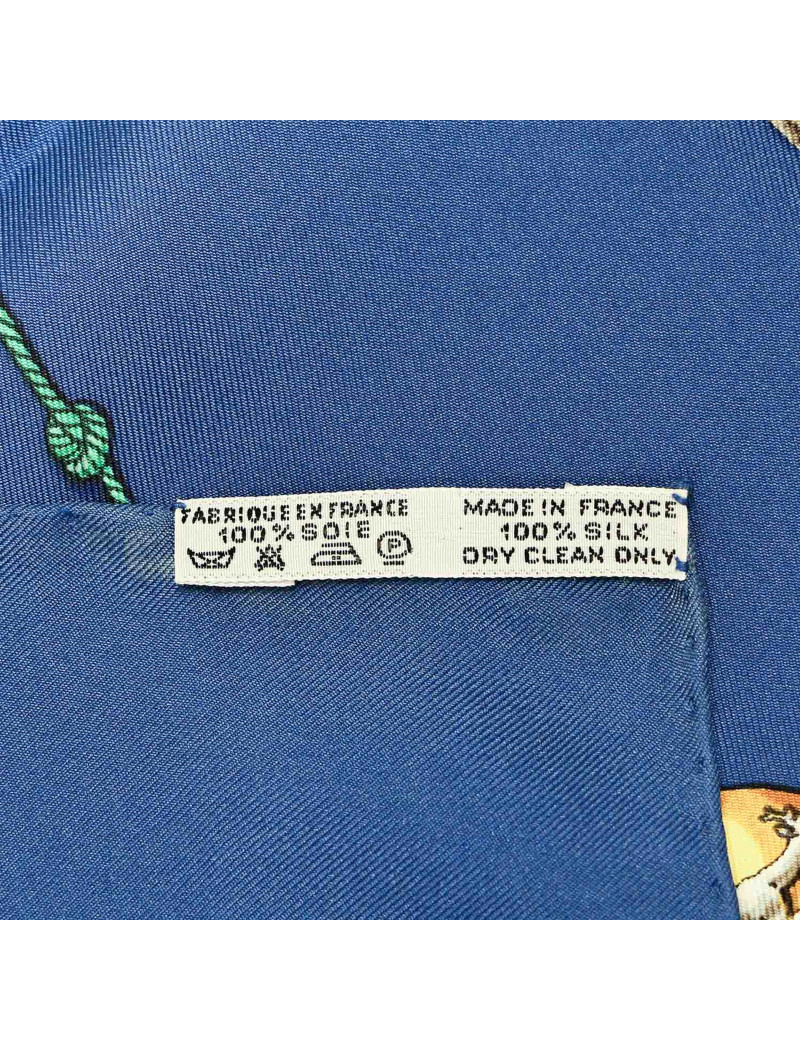 FABRIQUE EN FRANCE
100% SOIE
P
MADE IN FRANCE
100% SILK
DRY CLEAN ONLY